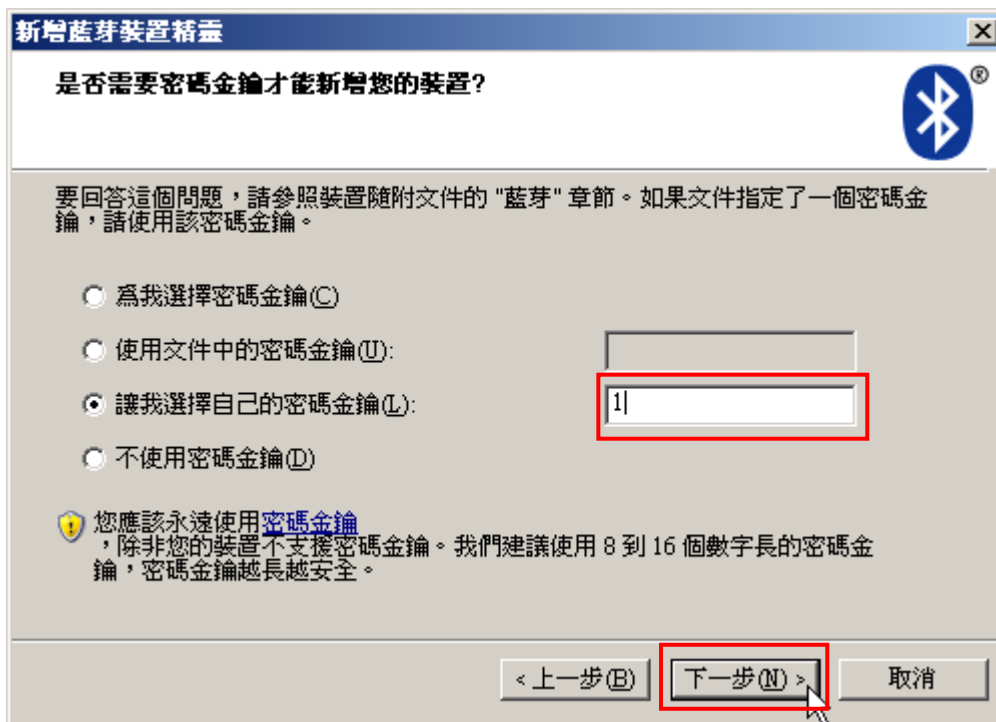 新增藍芽裝置精靈
是否需要密碼金鑰才能新增您的裝置?
®
要回答這個問題，請參照裝置隨附文件的 "藍芽" 章節。如果文件指定了一個密碼金
鑰，請使用該密碼金鑰。
為我選擇密碼金鑰(C)
使用文件中的密碼金鑰(U):
讓我選擇自己的密碼金鑰(L): 1
不使用密碼金鑰(D)
您應該永遠使用密碼金鑰
，除非您的裝置不支援密碼金鑰。我們建議使用 8 到 16 個數字長的密碼金
鑰，密碼金鑰越長越安全。
< 上一步(B) 下一步(N) > 取消